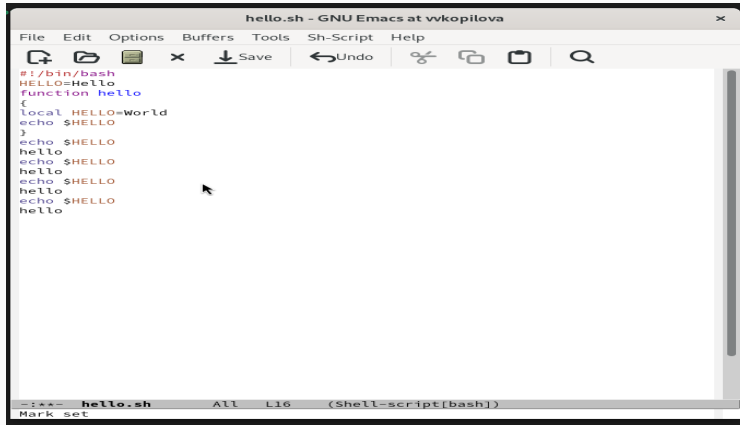 hello.sh - GNU Emacs at vvkopilova
File Edit Options Buffers Tools Sh-Script Help
Save Undo
#!/bin/bash
HELLO=Hello
function hello
{
local HELLO=World
echo $HELLO
}
echo $HELLO
hello
echo $HELLO
hello
echo $HELLO
hello
echo $HELLO
hello
-:**- hello.sh All L16 (Shell-script[bash])
Mark set